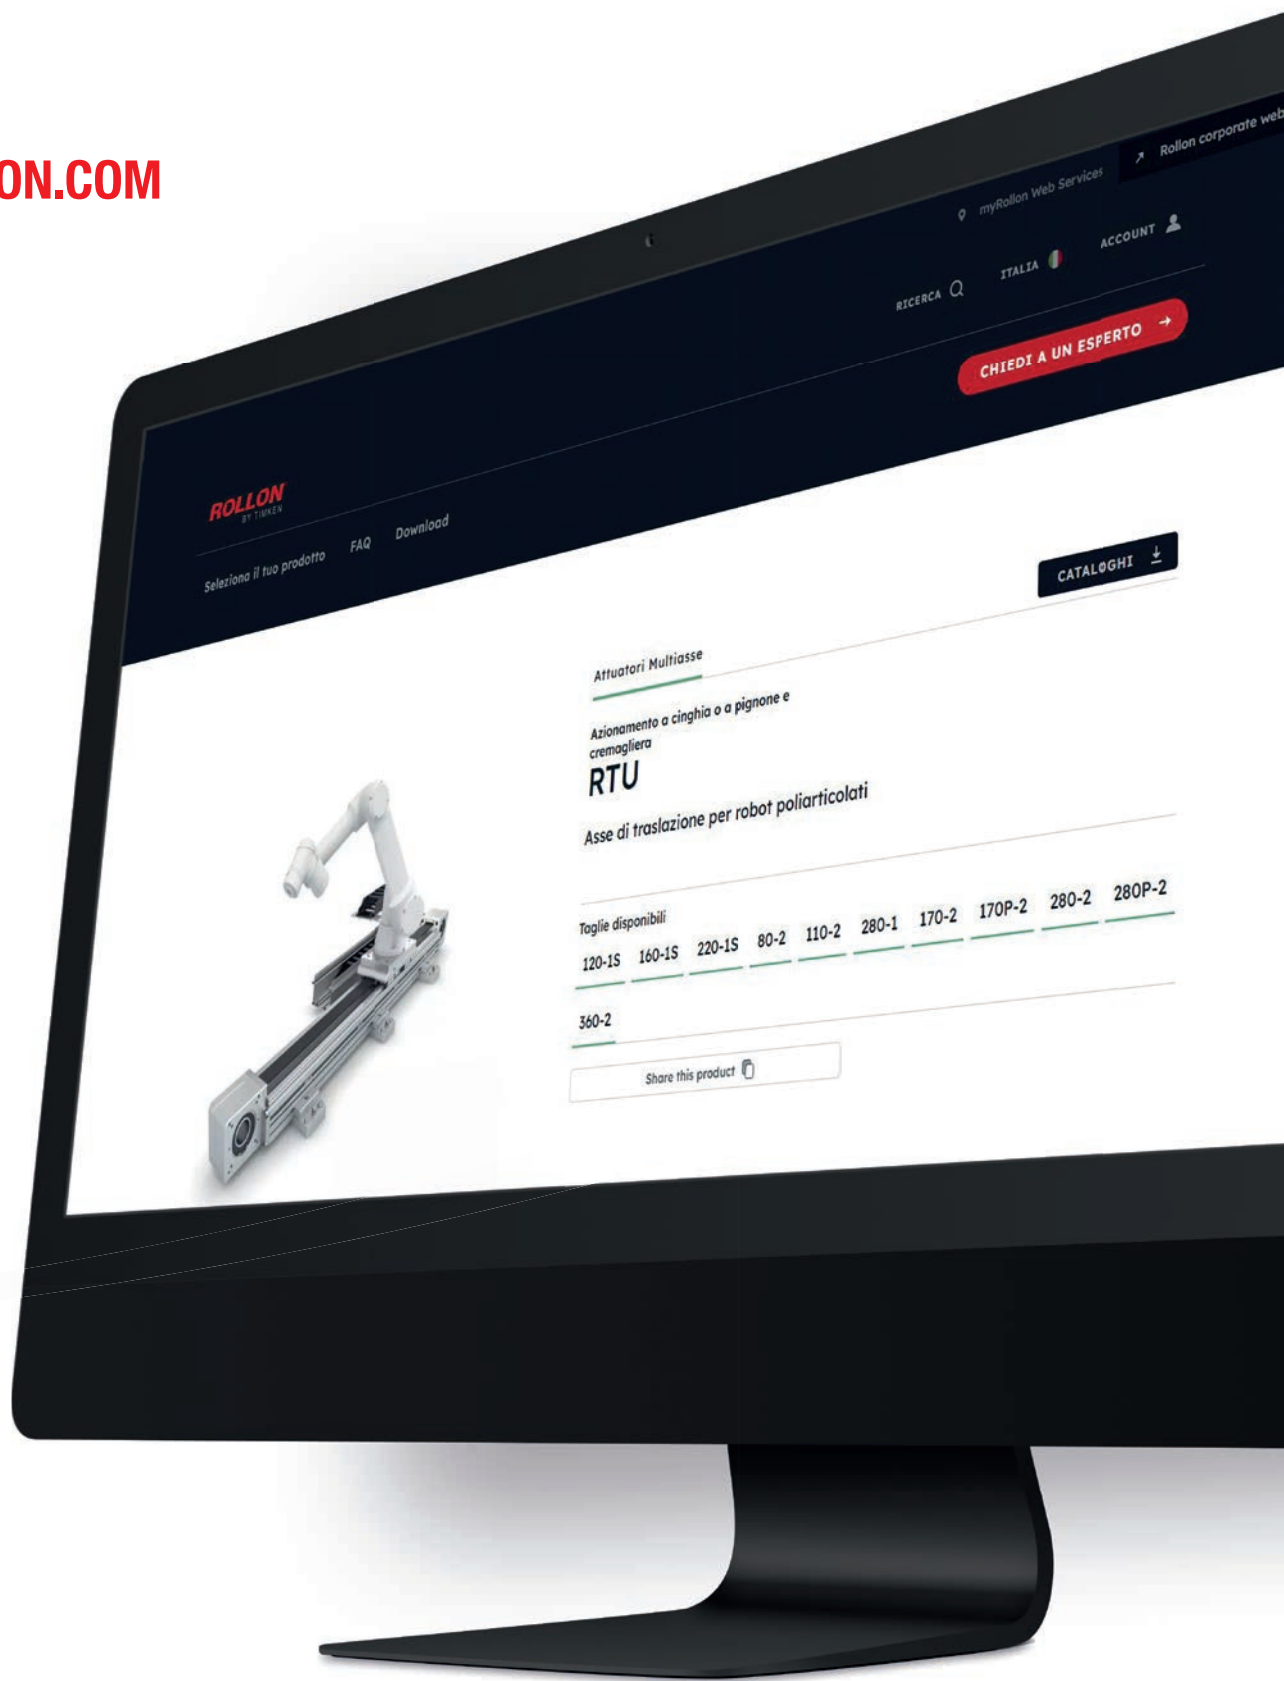 ON.COM
Rollon corporate web
myRollon Web Services
RICERCA
ITALIA
ACCOUNT
CHIEDI A UN ESPERTO →
ROLLON
BY TIMKEN
Seleziona il tuo prodotto
FAQ
Download
CATALOGHI
Attuatori Multiasse
Azionamento a cinghia o a pignone e
cremagliera
RTU
Asse di traslazione per robot poliarticolati
Taglie disponibili
120-1S 160-1S 220-1S 80-2 110-2 280-1 170-2 170P-2 280-2 280P-2
360-2
Share this product